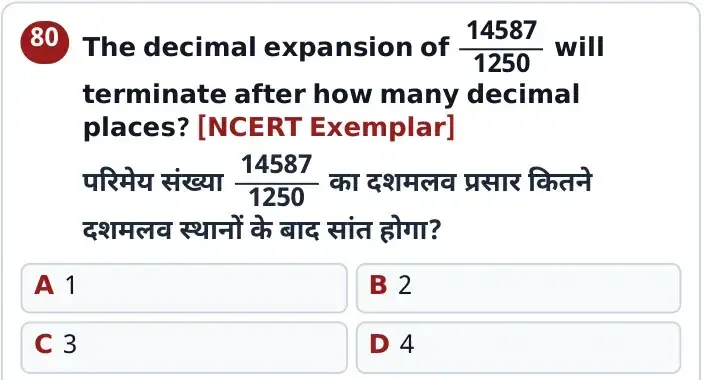 80 The decimal expansion of 14587/1250 will
terminate after how many decimal
places? [NCERT Exemplar]
परिमेय संख्या 14587/1250 का दशमलव प्रसार कितने
दशमलव स्थानों के बाद सांत होगा?
A 1
B 2
C 3
D 4